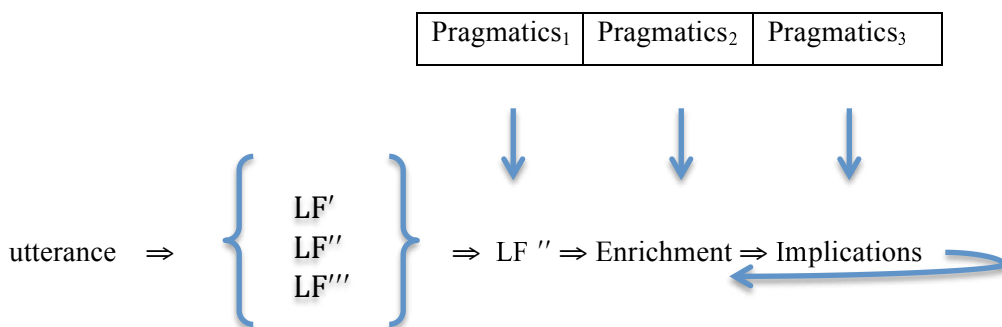 Pragmatics₁ Pragmatics₂ Pragmatics₃
LF′
utterance ⇒ LF′′ ⇒ LF ′′ ⇒ Enrichment ⇒ Implications
LF′′′